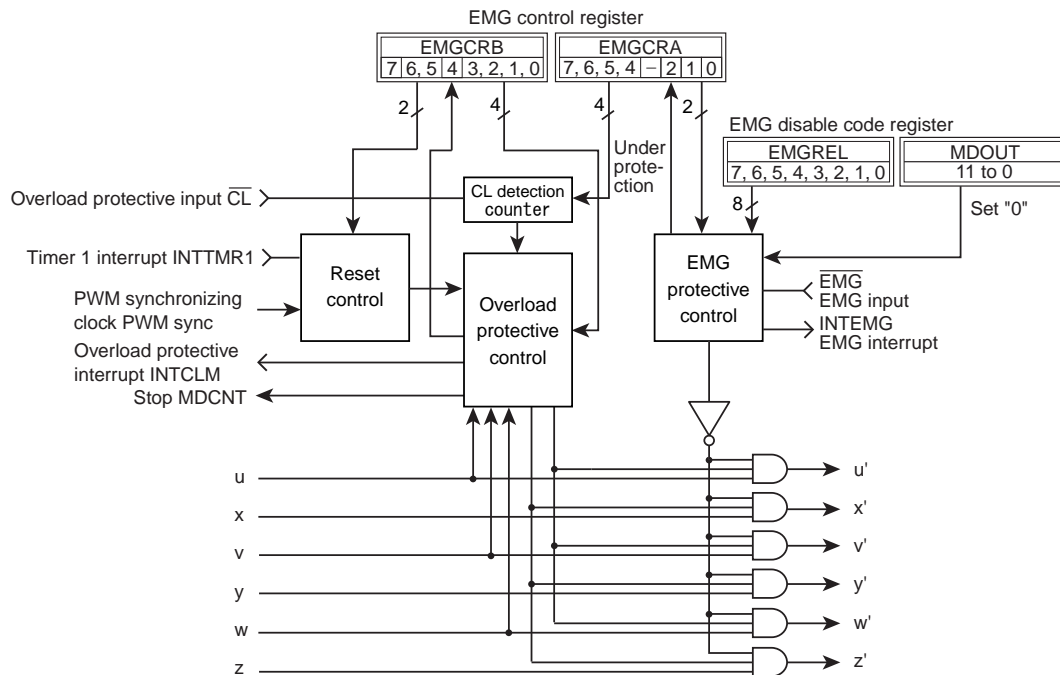 EMG control register
EMGCRB
7 6, 5 4 3, 2, 1, 0
EMGCRA
7, 6, 5, 4 – 2 1 0
2
4
4
2
Under
prote-
ction
EMG disable code register
EMGREL
7, 6, 5, 4, 3, 2, 1, 0
MDOUT
11 to 0
8
Set "0"
Overload protective input CL
CL detection
counter
Timer 1 interrupt INTTMR1
Reset
control
PWM synchronizing
clock PWM sync
Overload
protective
control
EMG
protective
control
EMG
EMG input
INTEMG
EMG interrupt
Overload protective
interrupt INTCLM
Stop MDCNT
u
u'
x
x'
v
v'
y
y'
w
w'
z
z'